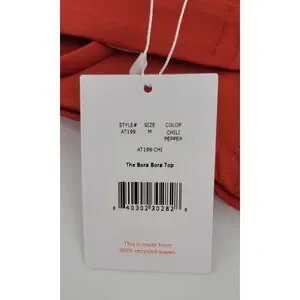 STYLE# SIZE COLOR
AT199 M CHILI
PEPPER
AT199-CHI
The Bora Bora Top
8 40302 30282 8
This is made from
100% recycled paper.